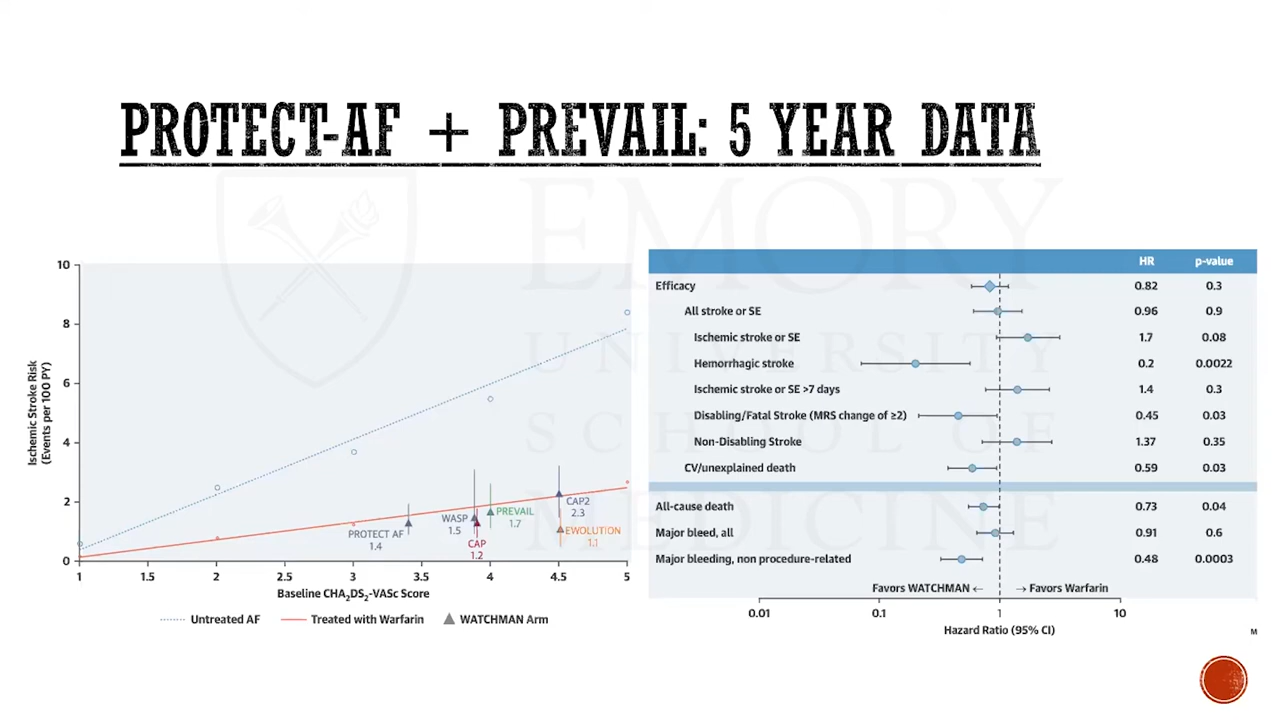 PROTECT-AF + PREVAIL: 5 YEAR DATA
EMORY
UNIVERSITY
SCHOOL OF
MEDICINE
Ischemic Stroke Risk
(Events per 100 PY)
10
8
6
4
2
0
1
1.5
2
2.5
3
3.5
4
4.5
5
PROTECT AF
1.4
WASP
1.5
CAP
1.2
PREVAIL
1.7
CAP2
2.3
EWOLUTION
1.1
Baseline CHA2DS2-VASc Score
Untreated AF
Treated with Warfarin
WATCHMAN Arm
HR p-value
Efficacy 0.82 0.3
All stroke or SE 0.96 0.9
Ischemic stroke or SE 1.7 0.08
Hemorrhagic stroke 0.2 0.0022
Ischemic stroke or SE >7 days 1.4 0.3
Disabling/Fatal Stroke (MRS change of ≥2) 0.45 0.03
Non-Disabling Stroke 1.37 0.35
CV/unexplained death 0.59 0.03
All-cause death 0.73 0.04
Major bleed, all 0.91 0.6
Major bleeding, non procedure-related 0.48 0.0003
Favors WATCHMAN ← → Favors Warfarin
0.01 0.1 1 10
Hazard Ratio (95% CI)
M